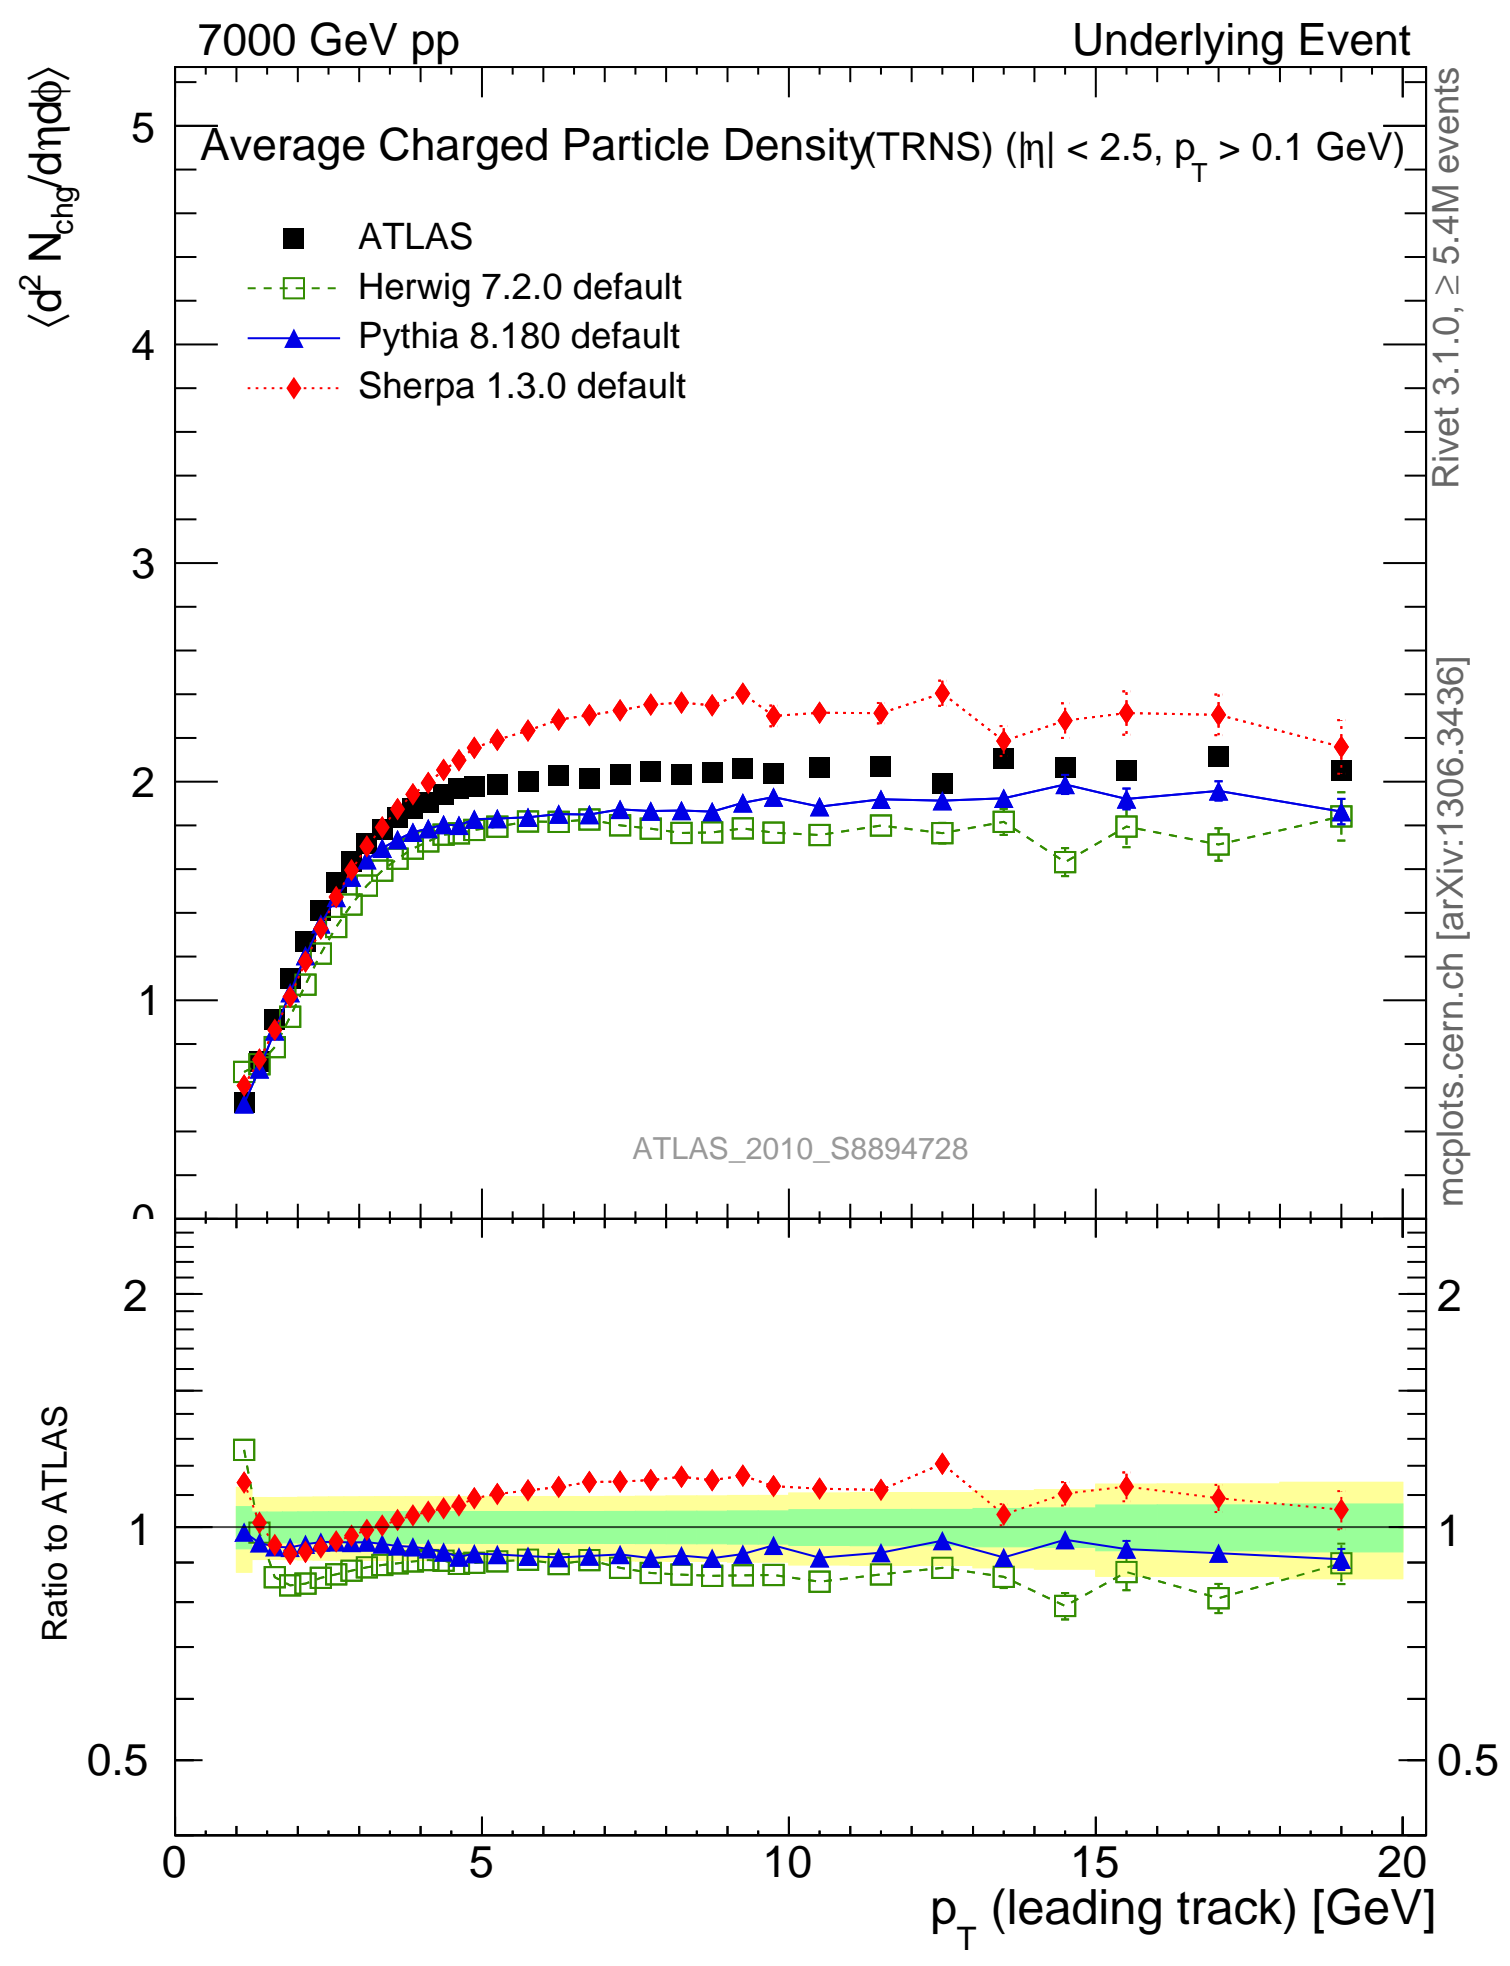 7000 GeV pp
Underlying Event
⟨d² N_chg/dηdϕ⟩
Average Charged Particle Density (TRNS) (|η| < 2.5, p_T > 0.1 GeV)
ATLAS
Herwig 7.2.0 default
Pythia 8.180 default
Sherpa 1.3.0 default
5
4
3
2
1
0
ATLAS_2010_S8894728
Rivet 3.1.0, ≥ 5.4M events
mcplots.cern.ch [arXiv:1306.3436]
Ratio to ATLAS
2
1
0.5
2
1
0.5
0 5 10 15 20
p_T (leading track) [GeV]